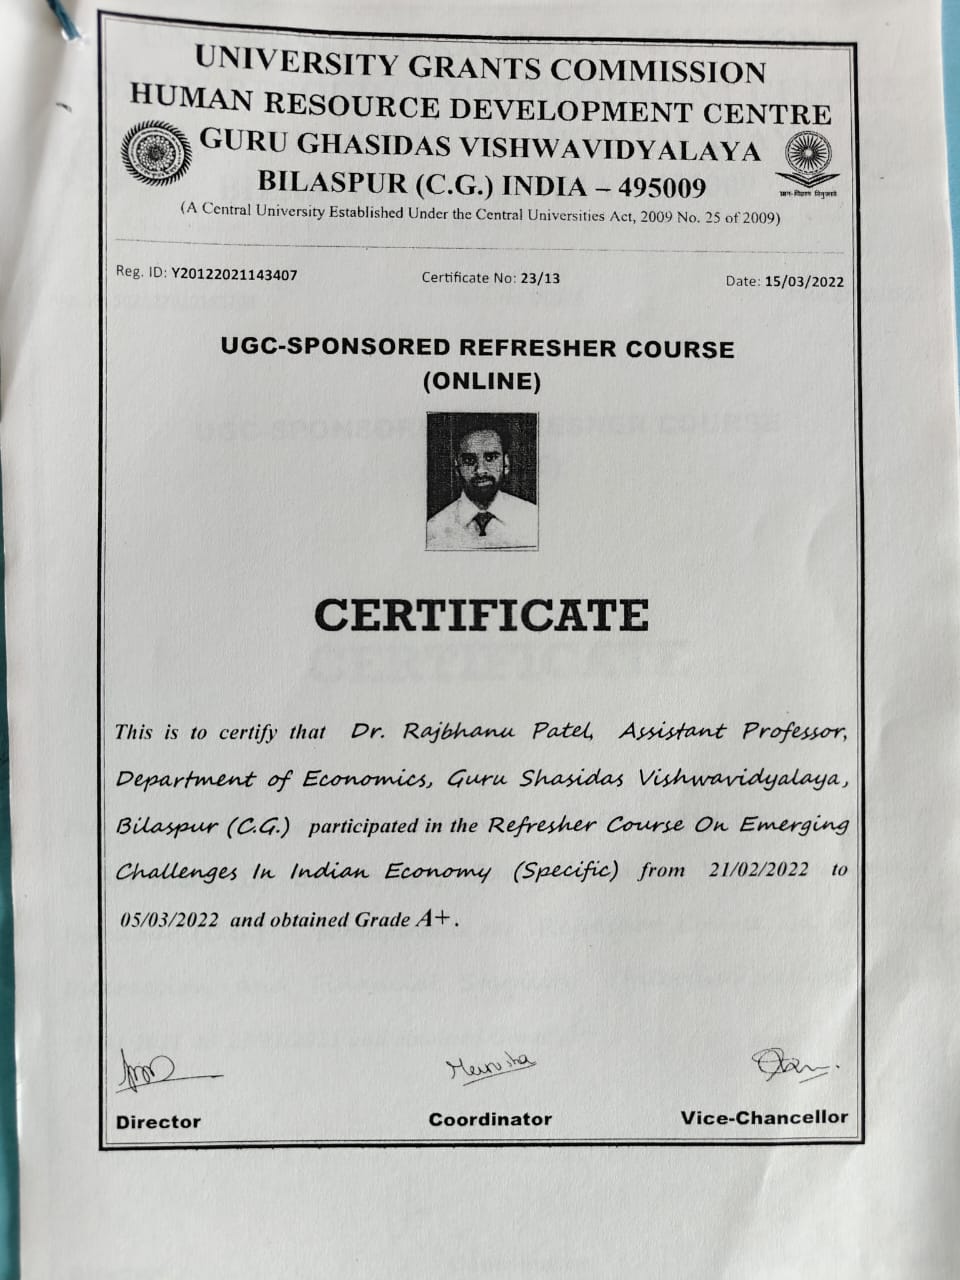 UNIVERSITY GRANTS COMMISSION
HUMAN RESOURCE DEVELOPMENT CENTRE
GURU GHASIDAS VISHWAVIDYALAYA
BILASPUR (C.G.) INDIA – 495009
(A Central University Established Under the Central Universities Act, 2009 No. 25 of 2009)
Reg. ID: Y20122021143407 Certificate No: 23/13 Date: 15/03/2022
UGC-SPONSORED REFRESHER COURSE
(ONLINE)
CERTIFICATE
This is to certify that Dr. Rajbhanu Patel, Assistant Professor,
Department of Economics, Guru Shasidas Vishwavidyalaya,
Bilaspur (C.G.) participated in the Refresher Course On Emerging
Challenges In Indian Economy (Specific) from 21/02/2022 to
05/03/2022 and obtained Grade A+.
Director Coordinator Vice-Chancellor